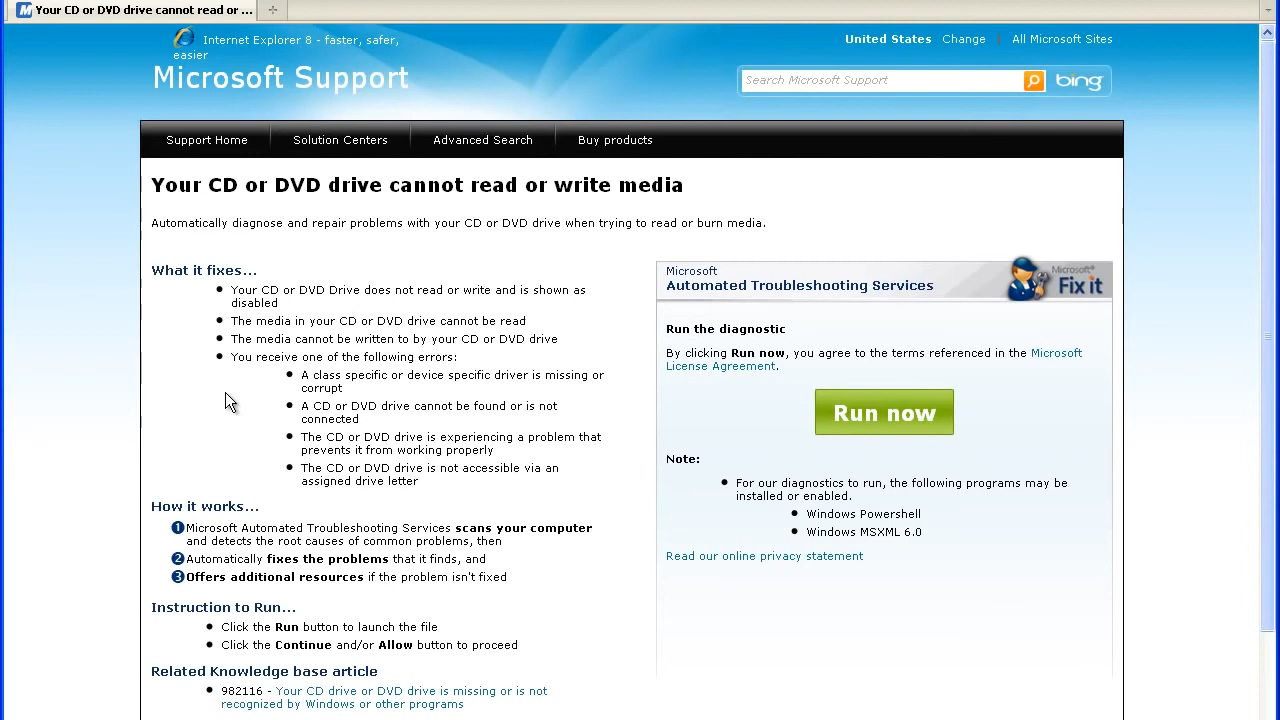 Your CD or DVD drive cannot read or ...
Internet Explorer 8 - faster, safer,
easier
United States Change | All Microsoft Sites
Microsoft Support
Search Microsoft Support
bing
Support Home
Solution Centers
Advanced Search
Buy products
Your CD or DVD drive cannot read or write media
Automatically diagnose and repair problems with your CD or DVD drive when trying to read or burn media.
What it fixes...
Your CD or DVD Drive does not read or write and is shown as
disabled
The media in your CD or DVD drive cannot be read
The media cannot be written to by your CD or DVD drive
You receive one of the following errors:
A class specific or device specific driver is missing or
corrupt
A CD or DVD drive cannot be found or is not
connected
The CD or DVD drive is experiencing a problem that
prevents it from working properly
The CD or DVD drive is not accessible via an
assigned drive letter
How it works...
1 Microsoft Automated Troubleshooting Services scans your computer
and detects the root causes of common problems, then
2 Automatically fixes the problems that it finds, and
3 Offers additional resources if the problem isn't fixed
Instruction to Run...
Click the Run button to launch the file
Click the Continue and/or Allow button to proceed
Related Knowledge base article
982116 - Your CD drive or DVD drive is missing or is not
recognized by Windows or other programs
Microsoft
Automated Troubleshooting Services
Microsoft®
Fix it
Run the diagnostic
By clicking Run now, you agree to the terms referenced in the Microsoft
License Agreement.
Run now
Note:
For our diagnostics to run, the following programs may be
installed or enabled.
Windows Powershell
Windows MSXML 6.0
Read our online privacy statement